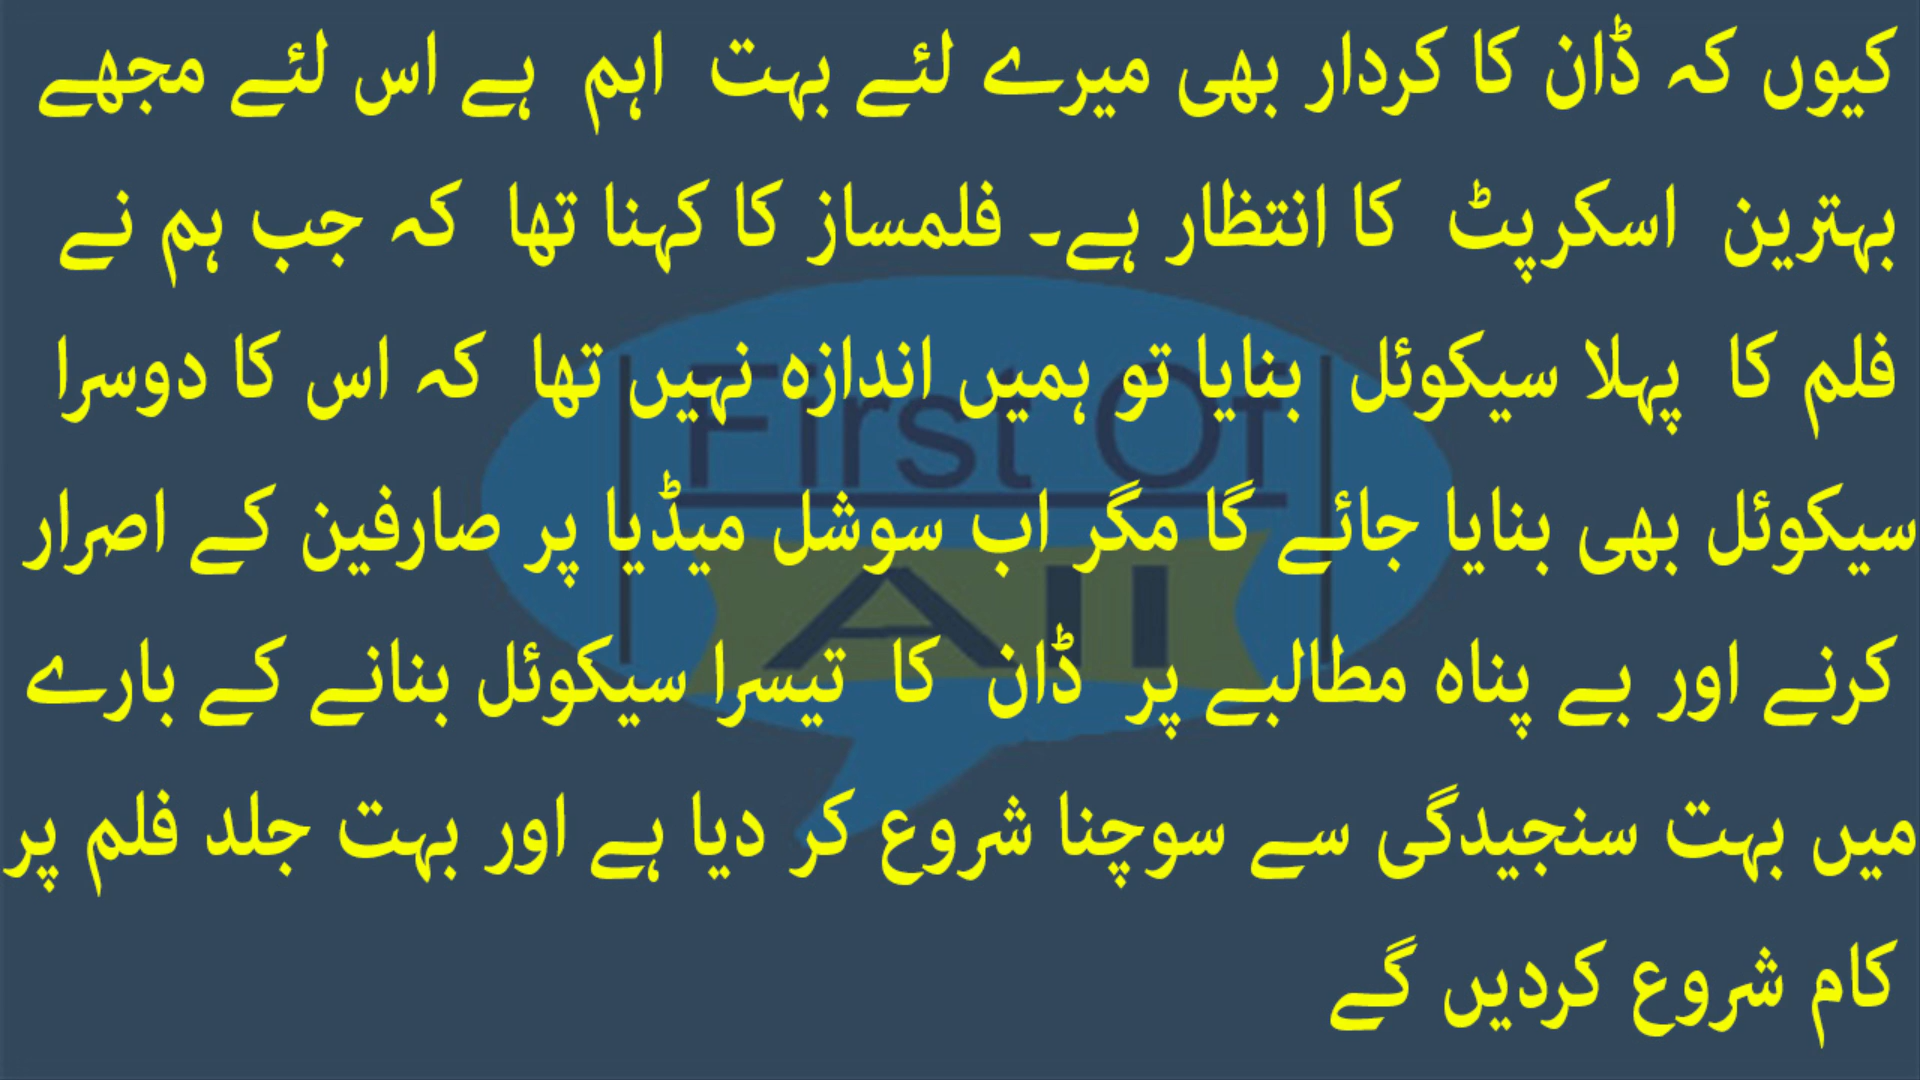 کیوں کہ ڈان کا کردار بھی میرے لئے بہت اہم ہے اس لئے مجھے
بہترین اسکرپٹ کا انتظار ہے۔ فلمساز کا کہنا تھا کہ جب ہم نے
فلم کا پہلا سیکوئل بنایا تو ہمیں اندازہ نہیں تھا کہ اس کا دوسرا
سیکوئل بھی بنایا جائے گا مگر اب سوشل میڈیا پر صارفین کے اصرار
کرنے اور بے پناہ مطالبے پر ڈان کا تیسرا سیکوئل بنانے کے بارے
میں بہت سنجیدگی سے سوچنا شروع کر دیا ہے اور بہت جلد فلم پر
کام شروع کردیں گے
First Of
All